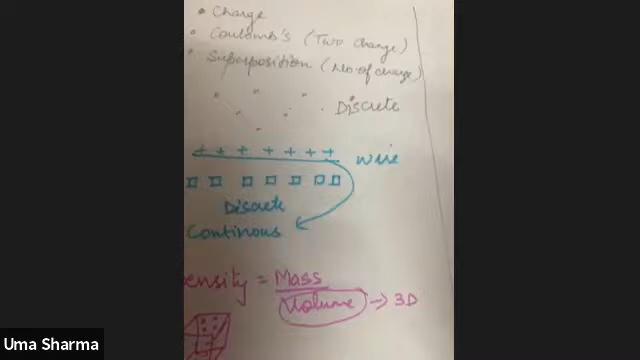 Charge
Coulomb's (Two charge)
Superposition (No of charge)
Discrete
+ + + + + + +
wire
Discrete
Continous
ensity = Mass
Volume → 3D
Uma Sharma